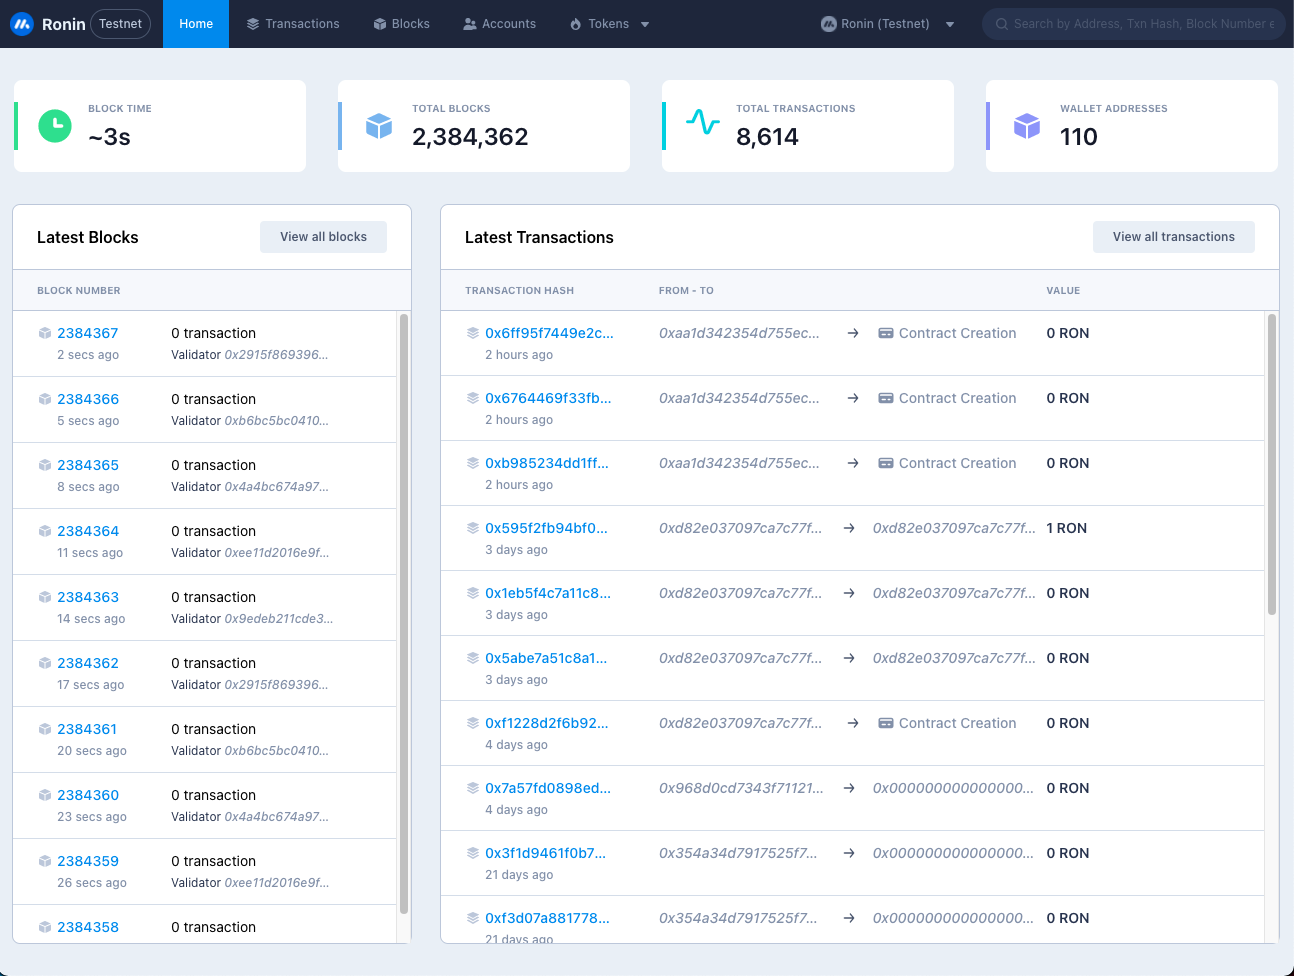 Ronin Testnet Home Transactions Blocks Accounts Tokens Ronin (Testnet) Search by Address, Txn Hash, Block Number
BLOCK TIME
~3s
TOTAL BLOCKS
2,384,362
TOTAL TRANSACTIONS
8,614
WALLET ADDRESSES
110
Latest Blocks View all blocks
BLOCK NUMBER
2384367 0 transaction
2 secs ago Validator 0x2915f869396...
2384366 0 transaction
5 secs ago Validator 0xb6bc5bc0410...
2384365 0 transaction
8 secs ago Validator 0x4a4bc674a97...
2384364 0 transaction
11 secs ago Validator 0xee11d2016e9f...
2384363 0 transaction
14 secs ago Validator 0x9edeb211cde3...
2384362 0 transaction
17 secs ago Validator 0x2915f869396...
2384361 0 transaction
20 secs ago Validator 0xb6bc5bc0410...
2384360 0 transaction
23 secs ago Validator 0x4a4bc674a97...
2384359 0 transaction
26 secs ago Validator 0xee11d2016e9f...
2384358 0 transaction
Latest Transactions View all transactions
TRANSACTION HASH FROM - TO VALUE
0x6ff95f7449e2c... 0xaa1d342354d755ec... → Contract Creation 0 RON
2 hours ago
0x6764469f33fb... 0xaa1d342354d755ec... → Contract Creation 0 RON
2 hours ago
0xb985234dd1ff... 0xaa1d342354d755ec... → Contract Creation 0 RON
2 hours ago
0x595f2fb94bf0... 0xd82e037097ca7c77f... → 0xd82e037097ca7c77f... 1 RON
3 days ago
0x1eb5f4c7a11c8... 0xd82e037097ca7c77f... → 0xd82e037097ca7c77f... 0 RON
3 days ago
0x5abe7a51c8a1... 0xd82e037097ca7c77f... → 0xd82e037097ca7c77f... 0 RON
3 days ago
0xf1228d2f6b92... 0xd82e037097ca7c77f... → Contract Creation 0 RON
4 days ago
0x7a57fd0898ed... 0x968d0cd7343f71121... → 0x000000000000000... 0 RON
4 days ago
0x3f1d9461f0b7... 0x354a34d7917525f7... → 0x000000000000000... 0 RON
21 days ago
0xf3d07a881778... 0x354a34d7917525f7... → 0x000000000000000... 0 RON
21 days ago